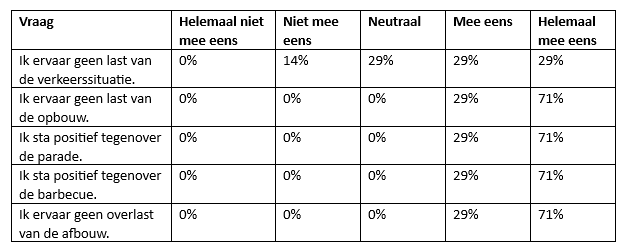 Vraag Helemaal niet Niet mee Neutraal Mee eens Helemaal
mee eens eens mee eens
Ik ervaar geen last van 0% 14% 29% 29% 29%
de verkeerssituatie.
Ik ervaar geen last van 0% 0% 0% 29% 71%
de opbouw.
Ik sta positief tegenover 0% 0% 0% 29% 71%
de parade.
Ik sta positief tegenover 0% 0% 0% 29% 71%
de barbecue.
Ik ervaar geen overlast 0% 0% 0% 29% 71%
van de afbouw.